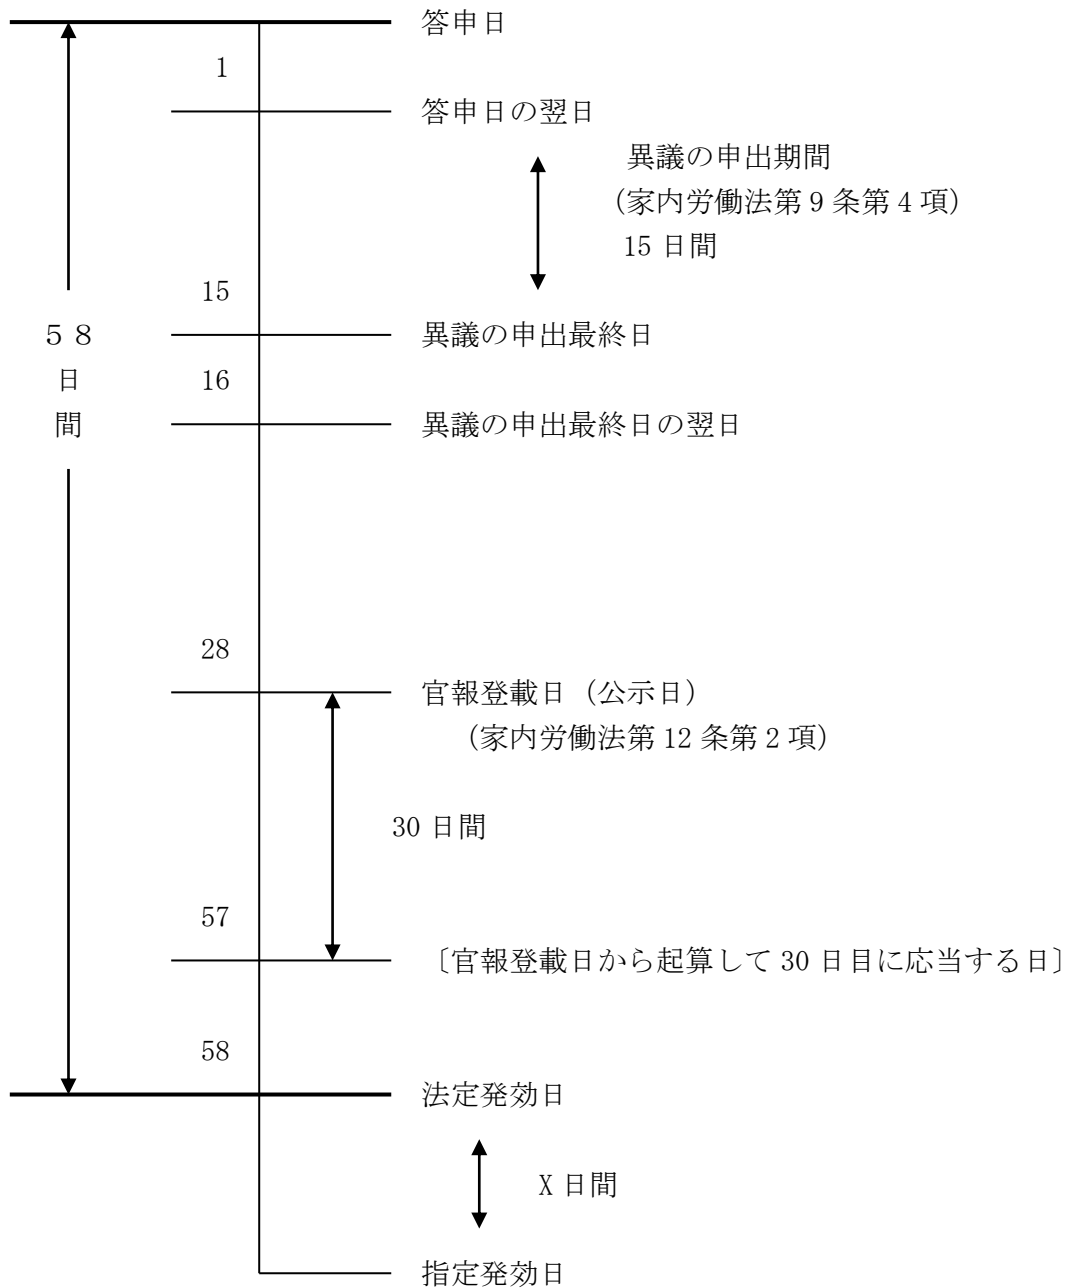 答申日
1
答申日の翌日
異議の申出期間
(家内労働法第9条第4項)
15日間
15
異議の申出最終日
58
日
間
16
異議の申出最終日の翌日
28
官報登載日(公示日)
(家内労働法第12条第2項)
30日間
57
〔官報登載日から起算して30日目に応当する日〕
58
法定発効日
X日間
指定発効日